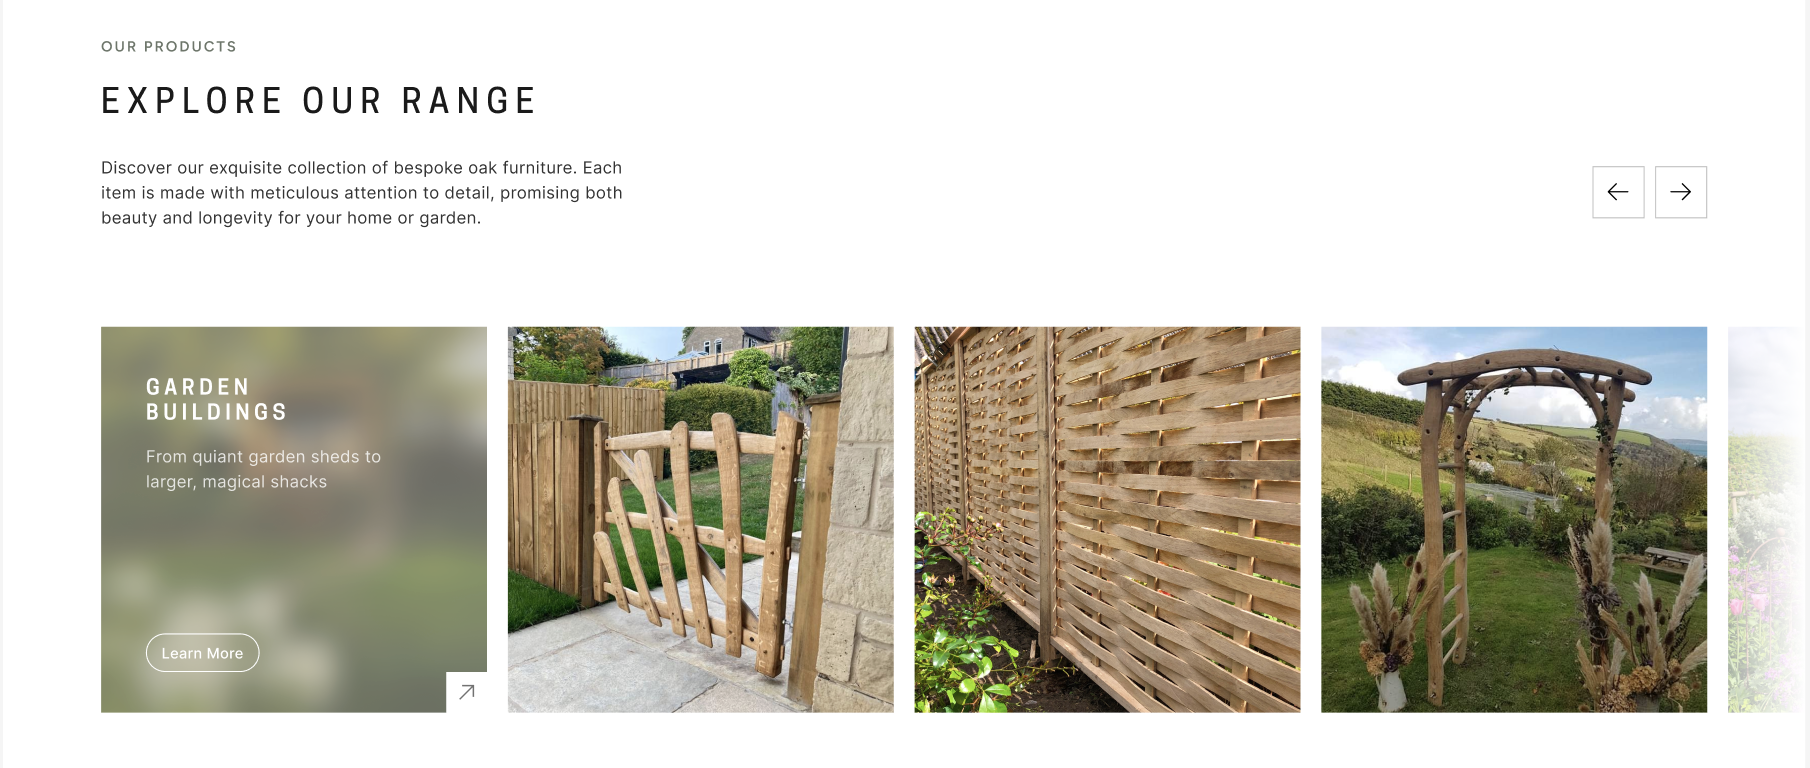 OUR PRODUCTS
EXPLORE OUR RANGE
Discover our exquisite collection of bespoke oak furniture. Each
item is made with meticulous attention to detail, promising both
beauty and longevity for your home or garden.
GARDEN
BUILDINGS
From quiant garden sheds to
larger, magical shacks
Learn More